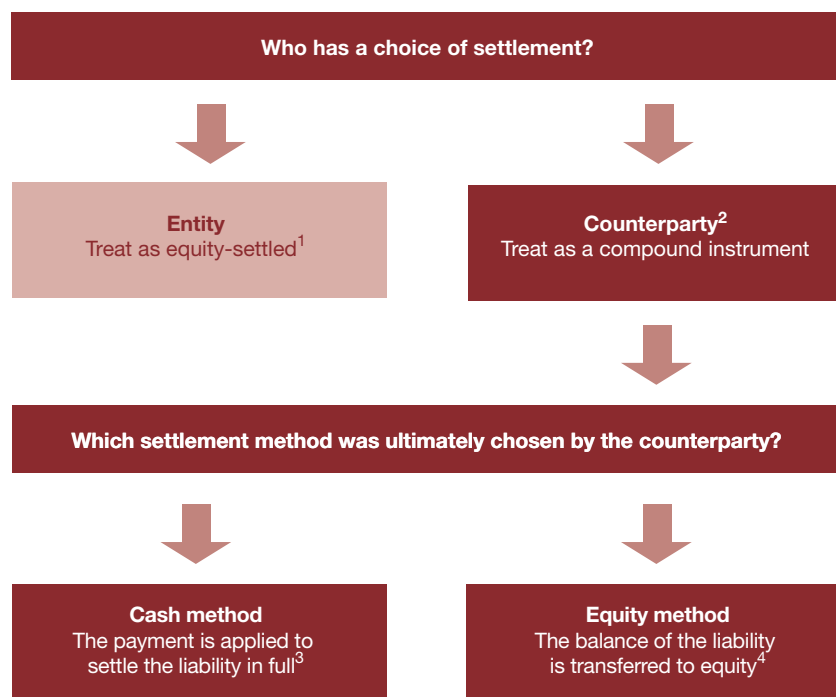 Who has a choice of settlement?
Entity
Treat as equity-settled¹
Counterparty²
Treat as a compound instrument
Which settlement method was ultimately chosen by the counterparty?
Cash method
The payment is applied to
settle the liability in full³
Equity method
The balance of the liability
is transferred to equity⁴